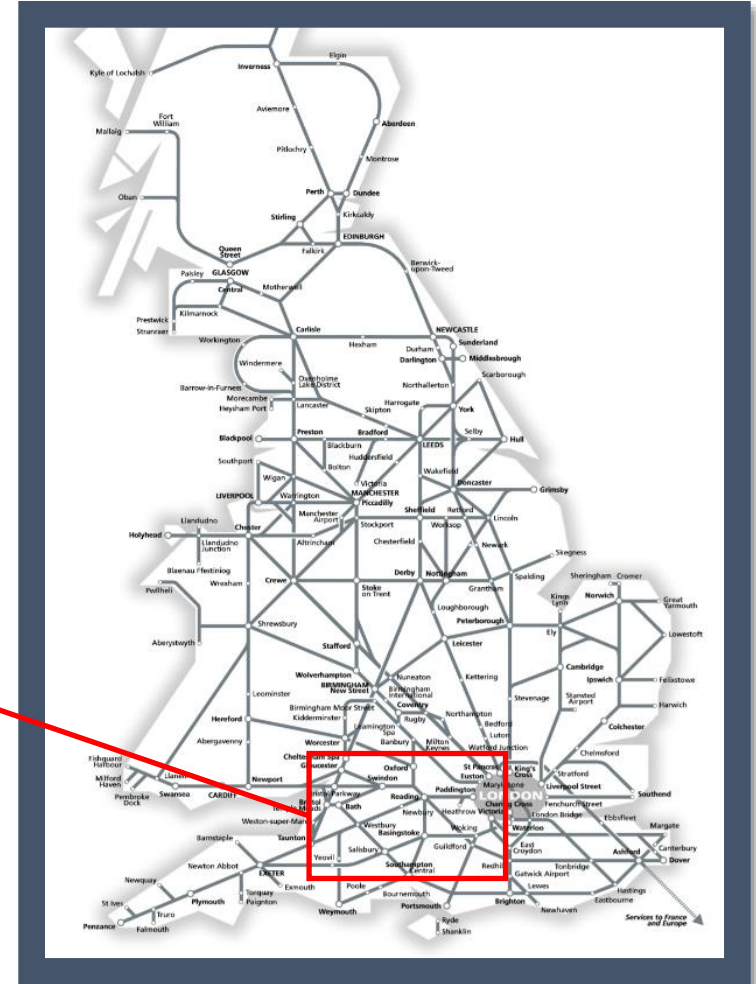 Elgin
Inverness
Kyle of Lochalsh
Aviemore
Fort
William
Aberdeen
Mallaig
Pitlochry
Montrose
Perth
Dundee
Oban
Stirling
Kirkcaldy
EDINBURGH
Queen
Street
Falkirk
Berwick-
upon-Tweed
Paisley
GLASGOW
Central
Motherwell
Prestwick
Kilmarnock
Stranraer
Carlisle
NEWCASTLE
Workington
Hexham
Sunderland
Durham
Darlington
Middlesbrough
Windermere
Scarborough
Oxenholme
Lake District
Barrow-in-Furness
Northallerton
Morecambe
Lancaster
Harrogate
Heysham Port
Skipton
York
Preston
Bradford
Selby
Blackpool
Blackburn
LEEDS
Hull
Huddersfield
Southport
Bolton
Wakefield
Wigan
Victoria
Doncaster
MANCHESTER
LIVERPOOL
Warrington
Piccadilly
Grimsby
Manchester
Airport
Sheffield
Retford
Llandudno
Chester
Stockport
Worksop
Lincoln
Holyhead
Llandudno
Junction
Altrincham
Chesterfield
Newark
Skegness
Blaenau Ffestiniog
Derby
Nottingham
Spalding
Sheringham
Cromer
Wrexham
Crewe
Stoke
on Trent
Grantham
Kings
Lynn
Norwich
Great
Yarmouth
Pwllheli
Loughborough
Shrewsbury
Peterborough
Ely
Aberystwyth
Stafford
Leicester
Lowestoft
Wolverhampton
Cambridge
BIRMINGHAM
New Street
Nuneaton
Kettering
Ipswich
Felixstowe
Birmingham
International
Leominster
Stevenage
Stansted
Airport
Birmingham Moor Street
Coventry
Harwich
Hereford
Kidderminster
Rugby
Northampton
Leamington
Spa
Bedford
Colchester
Abergavenny
Worcester
Banbury
Milton
Keynes
Luton
Watford Junction
Cheltenham Spa
Chelmsford
Fishguard
Harbour
Gloucester
Oxford
St Pancras
King's
Cross
Euston
Stratford
Milford
Haven
Newport
Swindon
Marylebone
Liverpool Street
Llanelli
Bristol Parkway
Paddington
LONDON
Southend
Pembroke
Dock
Swansea
CARDIFF
Reading
Bristol
Temple Meads
Bath
Charing Cross
Fenchurch Street
Newbury
Heathrow
Victoria
London Bridge
Ebbsfleet
Weston-super-Mare
Westbury
Woking
Waterloo
Margate
Barnstaple
Taunton
Basingstoke
East
Croydon
Canterbury
Salisbury
Guildford
Ashford
Newton Abbot
Yeovil
Southampton
Central
Redhill
Tonbridge
Dover
EXETER
Gatwick Airport
Newquay
Exmouth
Poole
Bournemouth
Lewes
Hastings
Torquay
Paignton
Eastbourne
St Ives
Plymouth
Brighton
Newhaven
Truro
Weymouth
Portsmouth
Penzance
Falmouth
Ryde
Shanklin
Services to France
and Europe